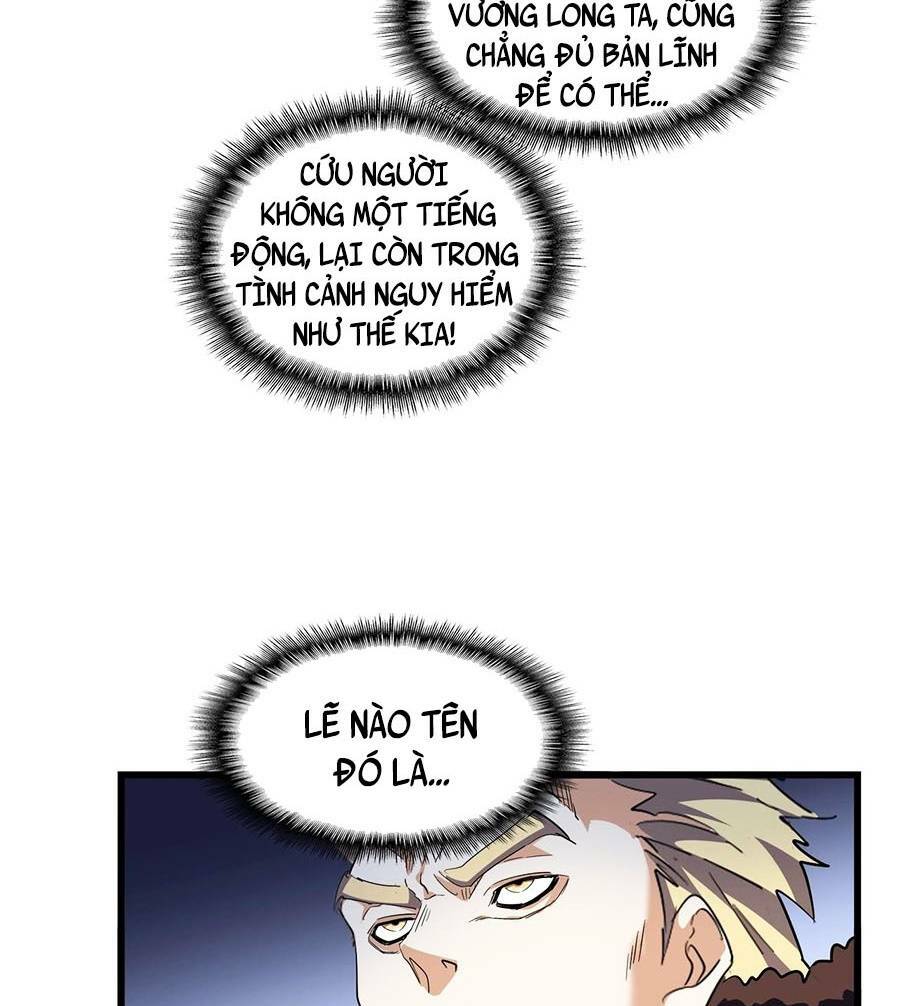 VƯƠNG LONG TA, CŨNG
CHẲNG ĐỦ BẢN LĨNH
ĐỂ CÓ THỂ...
CỨU NGƯỜI
KHÔNG MỘT TIẾNG
ĐỘNG, LẠI CÒN TRONG
TÌNH CẢNH NGUY HIỂM
NHƯ THẾ KIA!
LẼ NÀO TÊN
ĐÓ LÀ...